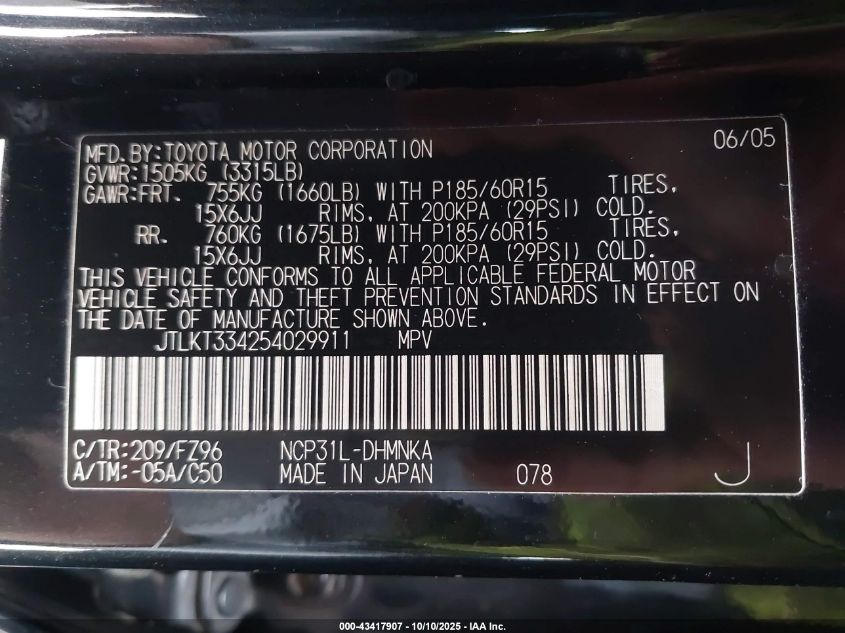 MFD.BY:TOYOTA MOTOR CORPORATION 06/05
GVWR:1505KG (3315LB)
GAWR:FRT. 755KG (1660LB) WITH P185/60R15 TIRES,
15X6JJ RIMS, AT 200KPA (29PSI) COLD.
RR. 760KG (1675LB) WITH P185/60R15 TIRES,
15X6JJ RIMS, AT 200KPA (29PSI) COLD.
THIS VEHICLE CONFORMS TO ALL APPLICABLE FEDERAL MOTOR
VEHICLE SAFETY AND THEFT PREVENTION STANDARDS IN EFFECT ON
THE DATE OF MANUFACTURE SHOWN ABOVE.
JTLKT334254029911 MPV
C/TR:209/FZ96 NCP31L-DHMNKA
A/TM:-05A/C50 MADE IN JAPAN 078 J
000-43417907 - 10/10/2025 - IAA Inc.